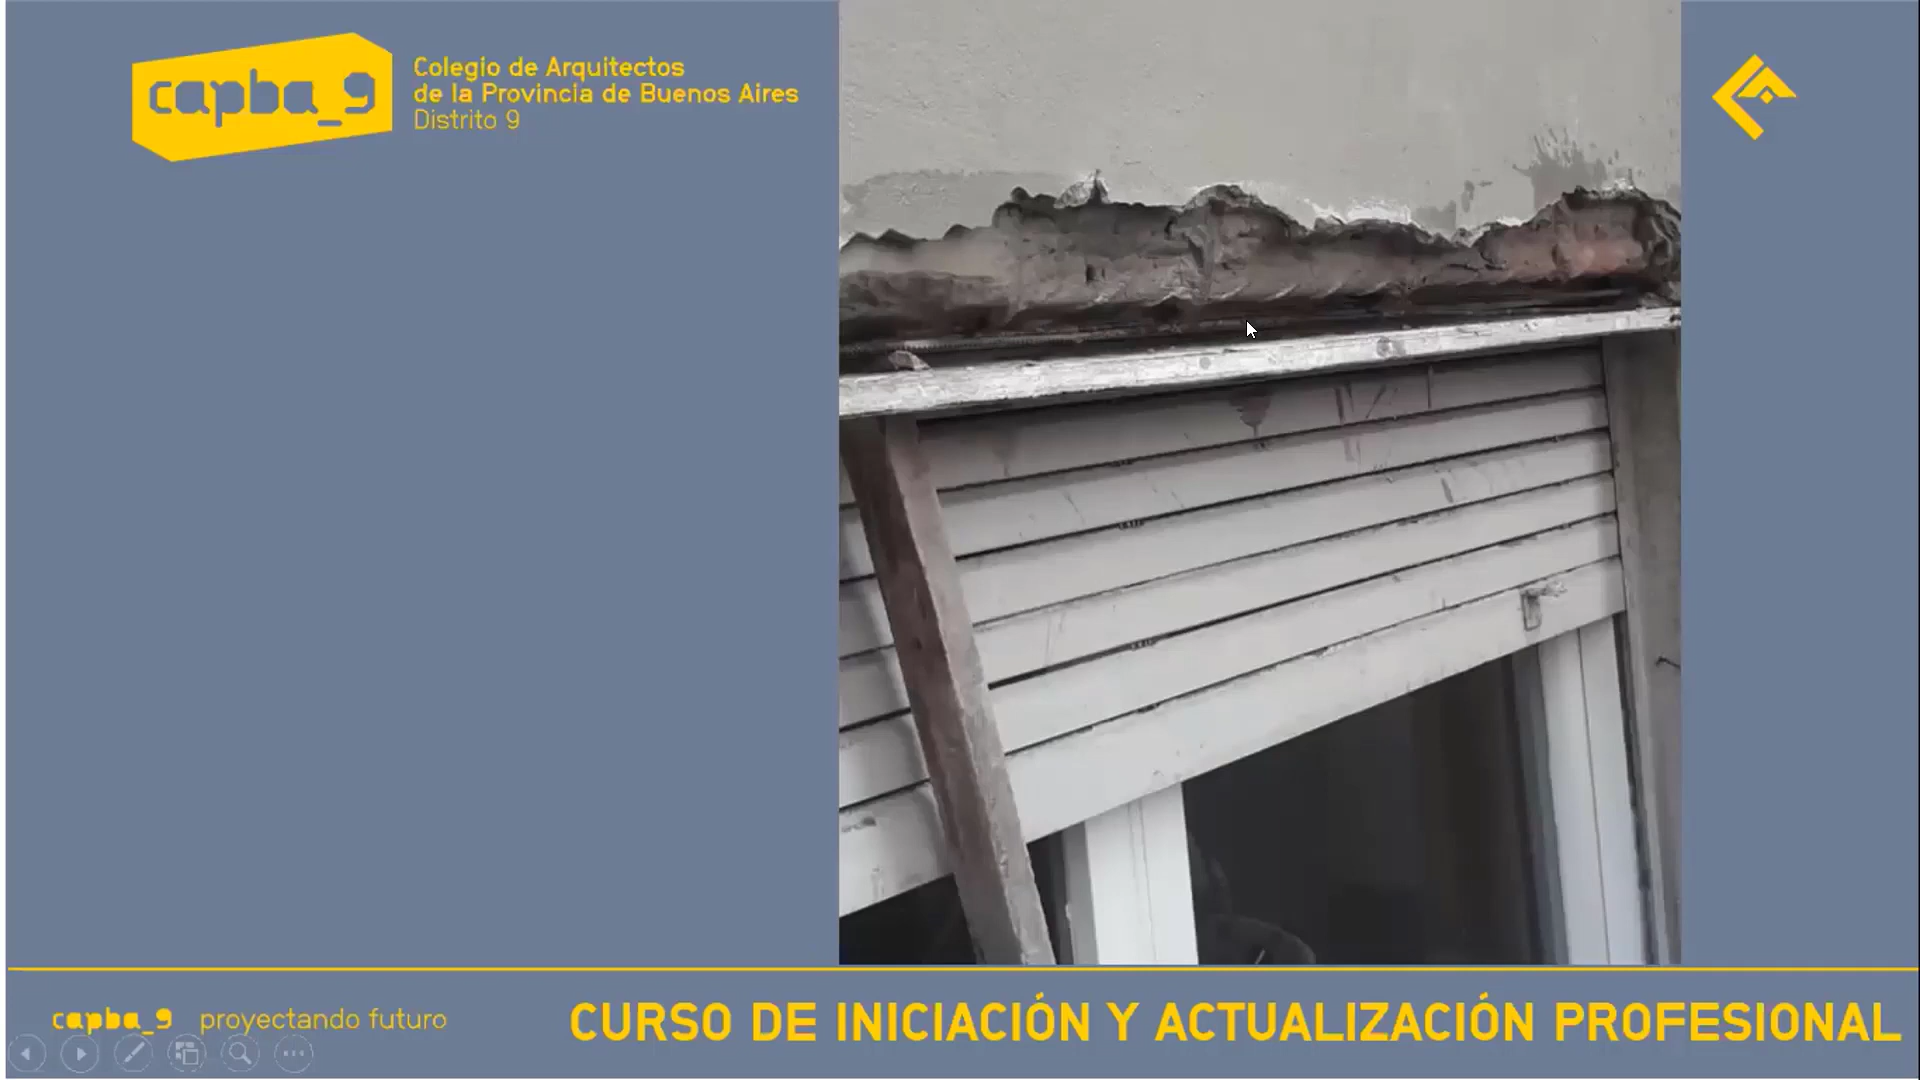 capba_9
Colegio de Arquitectos
de la Provincia de Buenos Aires
Distrito 9
capba_9 proyectando futuro
CURSO DE INICIACIÓN Y ACTUALIZACIÓN PROFESIONAL